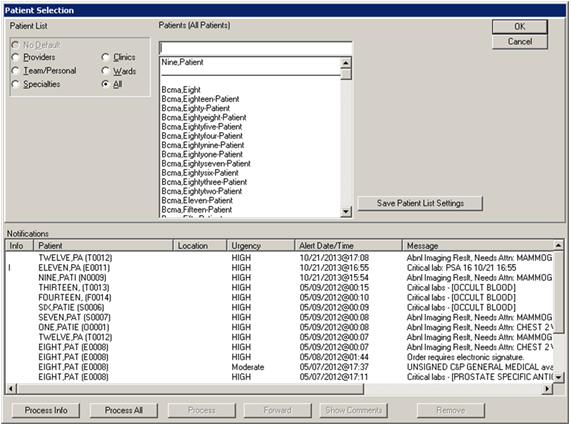 Patient Selection
Patient List
Patients (All Patients)
OK
Cancel
No Default
Providers
Clinics
Team/Personal
Wards
Specialties
All
Nine,Patient
Bcma,Eight
Bcma,Eighteen-Patient
Bcma,Eighty-Patient
Bcma,Eightyeight-Patient
Bcma,Eightyfive-Patient
Bcma,Eightyfour-Patient
Bcma,Eightynine-Patient
Bcma,Eightyone-Patient
Bcma,Eightyseven-Patient
Bcma,Eightysix-Patient
Bcma,Eightythree-Patient
Bcma,Eightytwo-Patient
Bcma,Eleven-Patient
Bcma,Fifteen-Patient
Save Patient List Settings
Notifications
Info Patient Location Urgency Alert Date/Time Message
TWELVE,PA (T0012) HIGH 10/21/2013@17:08 Abnl Imaging Reslt, Needs Attn: MAMMOG
I ELEVEN,PA (E0011) HIGH 10/21/2013@16:55 Critical lab: PSA 16 10/21 16:55
NINE,PATI (N0009) HIGH 10/21/2013@15:54 Abnl Imaging Reslt, Needs Attn: MAMMOG
THIRTEEN, (T0013) HIGH 05/09/2012@00:15 Critical labs - [OCCULT BLOOD]
FOURTEEN, (F0014) HIGH 05/09/2012@00:10 Critical labs - [OCCULT BLOOD]
SIX,PATIE (S0006) HIGH 05/09/2012@00:09 Critical labs - [OCCULT BLOOD]
SEVEN,PAT (S0007) HIGH 05/09/2012@00:08 Abnl Imaging Reslt, Needs Attn: MAMMOG
ONE,PATIE (O0001) HIGH 05/09/2012@00:08 Abnl Imaging Reslt, Needs Attn: CHEST 2 V
TWELVE,PA (T0012) HIGH 05/09/2012@00:07 Abnl Imaging Reslt, Needs Attn: MAMMOG
EIGHT,PAT (E0008) HIGH 05/09/2012@00:07 Abnl Imaging Reslt, Needs Attn: CHEST 2 V
EIGHT,PAT (E0008) HIGH 05/08/2012@01:44 Order requires electronic signature.
EIGHT,PAT (E0008) Moderate 05/07/2012@17:37 UNSIGNED C&P GENERAL MEDICAL ava
EIGHT,PAT (E0008) HIGH 05/07/2012@17:11 Critical labs - [PROSTATE SPECIFIC ANTIG
Process Info
Process All
Process
Forward
Show Comments
Remove